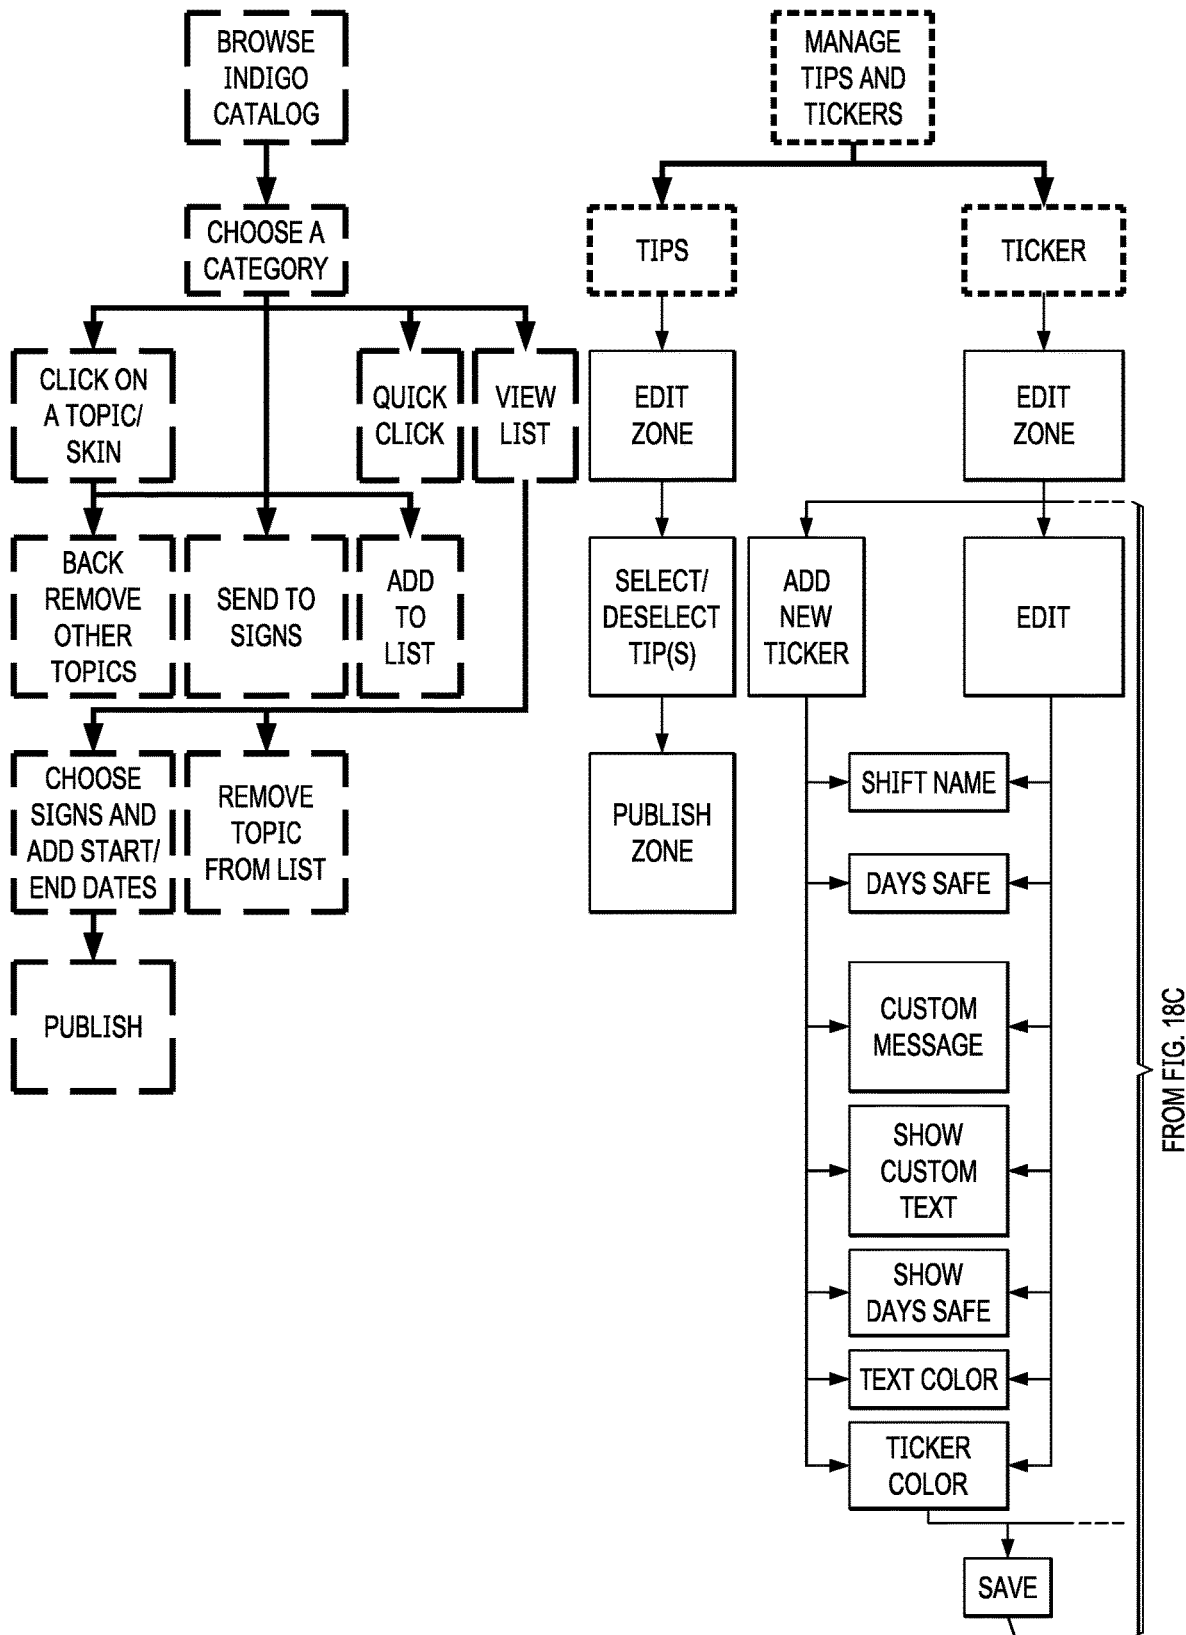 BROWSE
INDIGO
CATALOG
CHOOSE A
CATEGORY
CLICK ON
A TOPIC/
SKIN
QUICK
CLICK
VIEW
LIST
BACK
REMOVE
OTHER
TOPICS
SEND TO
SIGNS
ADD
TO
LIST
CHOOSE
SIGNS AND
ADD START/
END DATES
REMOVE
TOPIC
FROM LIST
PUBLISH
MANAGE
TIPS AND
TICKERS
TIPS
TICKER
EDIT
ZONE
EDIT
ZONE
SELECT/
DESELECT
TIP(S)
ADD
NEW
TICKER
EDIT
PUBLISH
ZONE
SHIFT NAME
DAYS SAFE
CUSTOM
MESSAGE
SHOW
CUSTOM
TEXT
SHOW
DAYS SAFE
TEXT COLOR
TICKER
COLOR
SAVE
FROM FIG. 18C